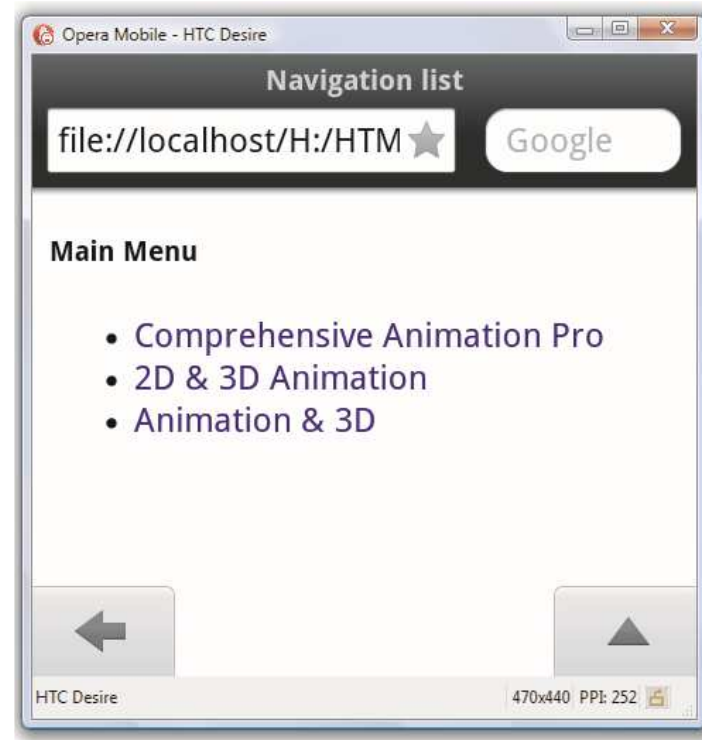 Opera Mobile - HTC Desire
Navigation list
file://localhost/H:/HTM
Google
Main Menu
• Comprehensive Animation Pro
• 2D & 3D Animation
• Animation & 3D
HTC Desire 470x440 PPI: 252